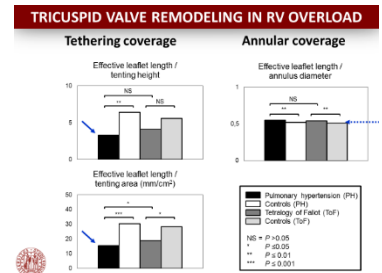 TRICUSPID VALVE REMODELING IN RV OVERLOAD
Tethering coverage
Effective leaflet length /
tenting height
NS
**
NS
10
5
0
Effective leaflet length /
tenting area (mm/cm²)
*
***
*
50
40
30
20
10
0
Annular coverage
Effective leaflet length /
annulus diameter
NS
**
**
1
0,5
0
Pulmonary hypertension (PH)
Controls (PH)
Tetralogy of Fallot (ToF)
Controls (ToF)
NS = P >0.05
* P ≤0.05
** P ≤ 0.01
*** P ≤ 0.001